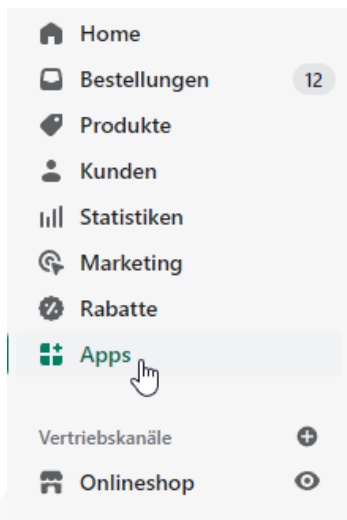 Home
Bestellungen 12
Produkte
Kunden
Statistiken
Marketing
Rabatte
Apps
Vertriebskanäle
Onlineshop